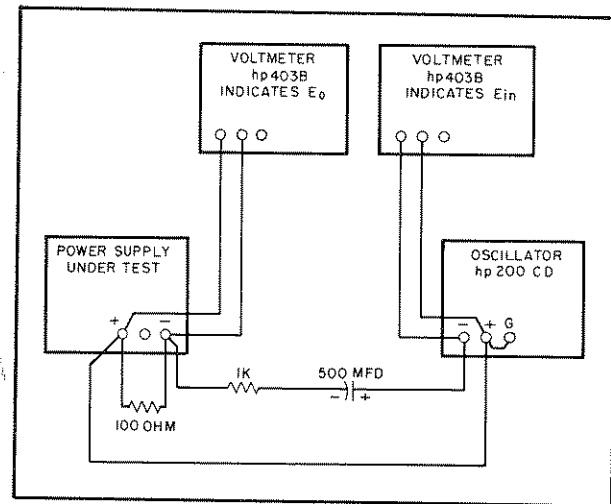 VOLTMETER
hp403B
INDICATES Eo
VOLTMETER
hp403B
INDICATES Ein
POWER SUPPLY
UNDER TEST
+ -
OSCILLATOR
hp 200 CD
- + G
1K
500 MFD
- +
100 OHM